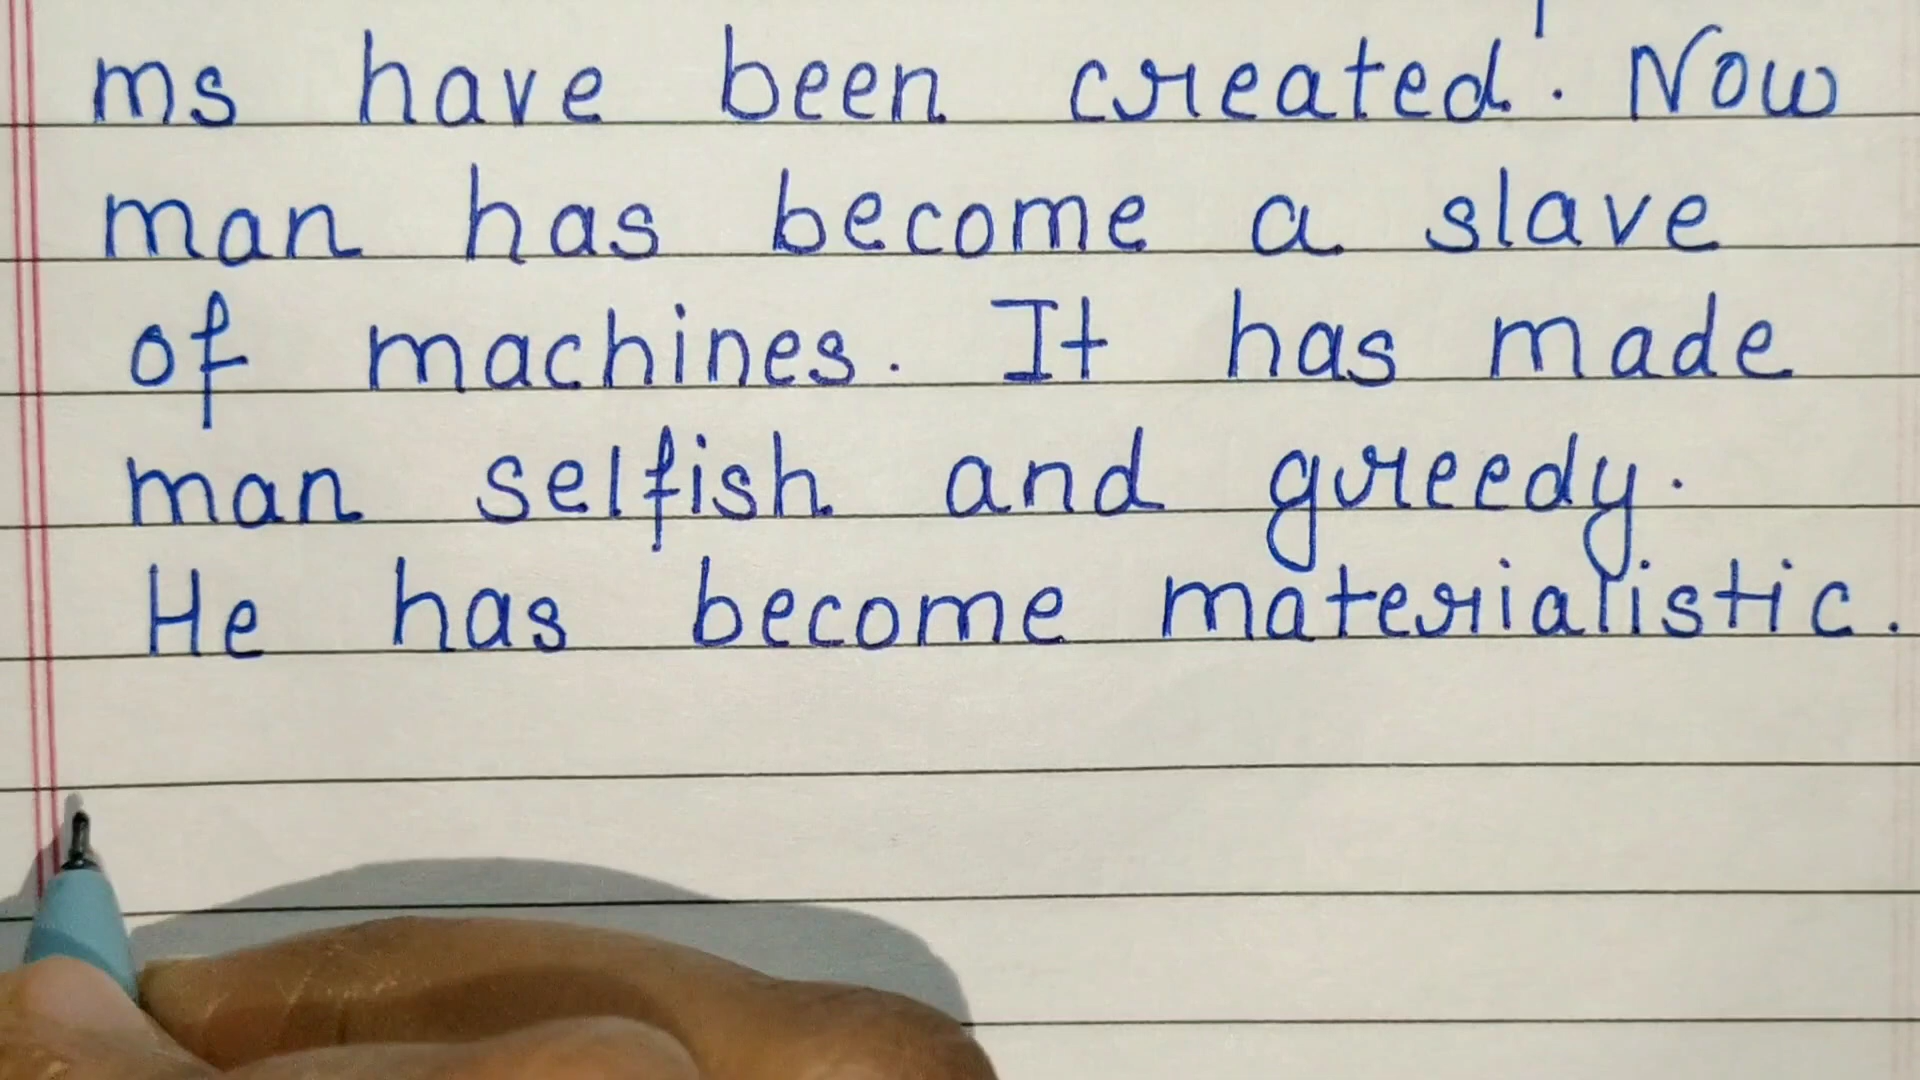 ms have been created. Now
man has become a slave
of machines. It has made
man selfish and greedy.
He has become materialistic.